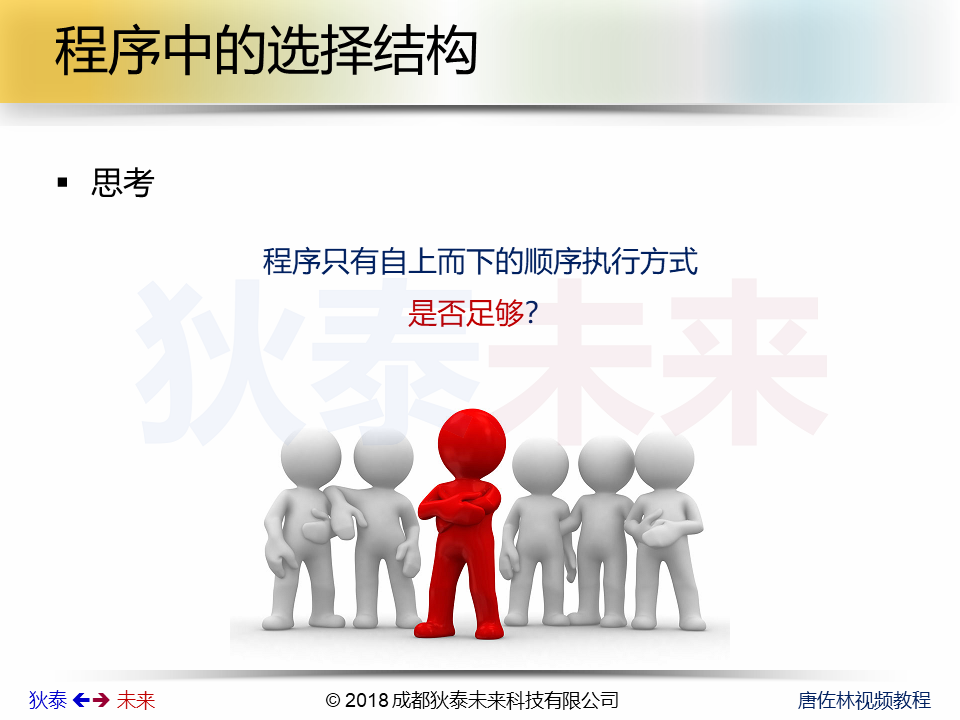 程序中的选择结构
▪ 思考
程序只有自上而下的顺序执行方式
是否足够?
狄泰未来
狄泰 未来
© 2018 成都狄泰未来科技有限公司
唐佐林视频教程